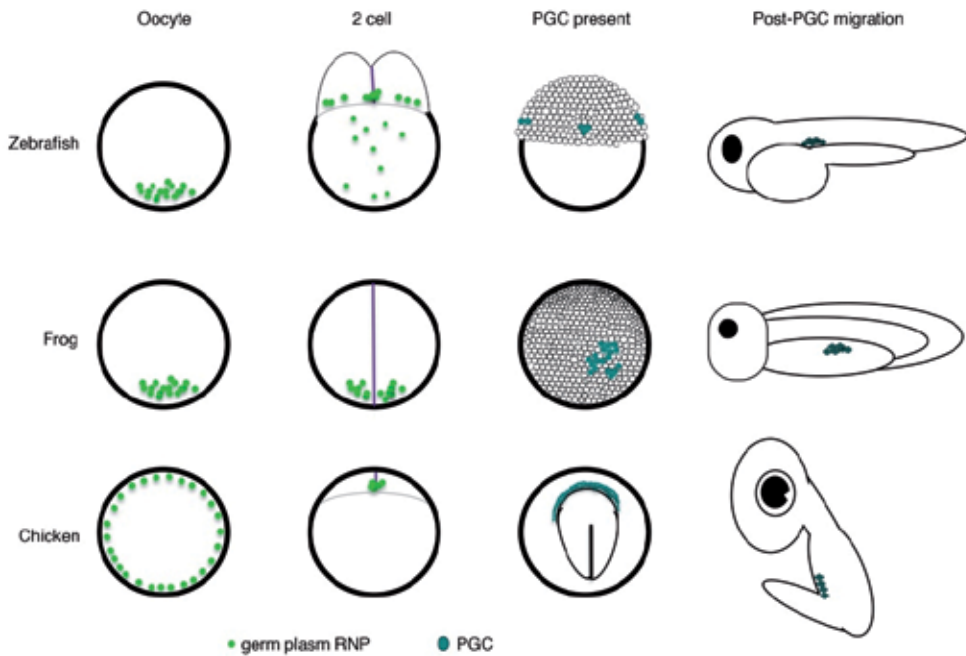 Oocyte 2 cell PGC present Post-PGC migration
Zebrafish
Frog
Chicken
germ plasm RNP PGC